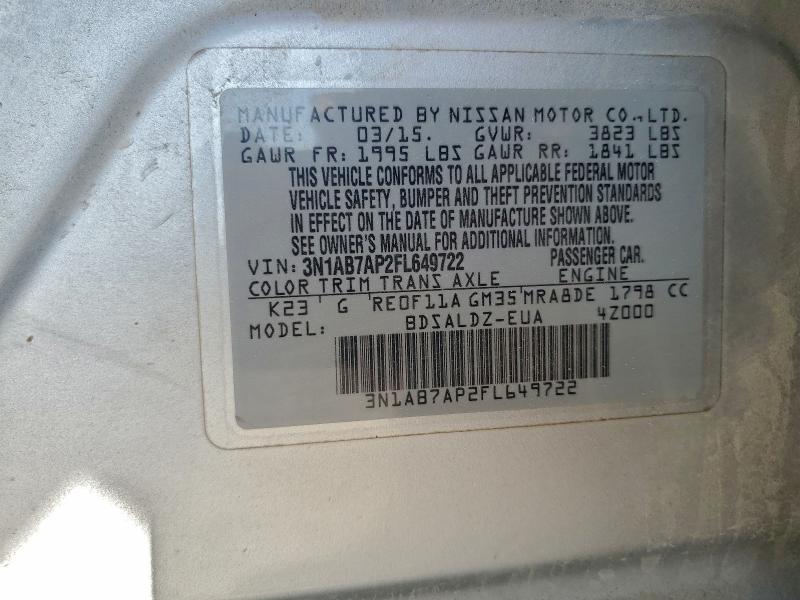 MANUFACTURED BY NISSAN MOTOR CO., LTD.
DATE: 03/15. GVWR: 3823 LBS
GAWR FR: 1995 LBS GAWR RR: 1841 LBS
THIS VEHICLE CONFORMS TO ALL APPLICABLE FEDERAL MOTOR
VEHICLE SAFETY, BUMPER AND THEFT PREVENTION STANDARDS
IN EFFECT ON THE DATE OF MANUFACTURE SHOWN ABOVE.
SEE OWNER'S MANUAL FOR ADDITIONAL INFORMATION.
VIN: 3N1AB7AP2FL649722 PASSENGER CAR.
COLOR TRIM TRANS AXLE ENGINE
K23 G RE0F11A GM35 MRA8DE 1798 CC
MODEL: BDSALDZ-EUA 4Z000
3N1AB7AP2FL649722